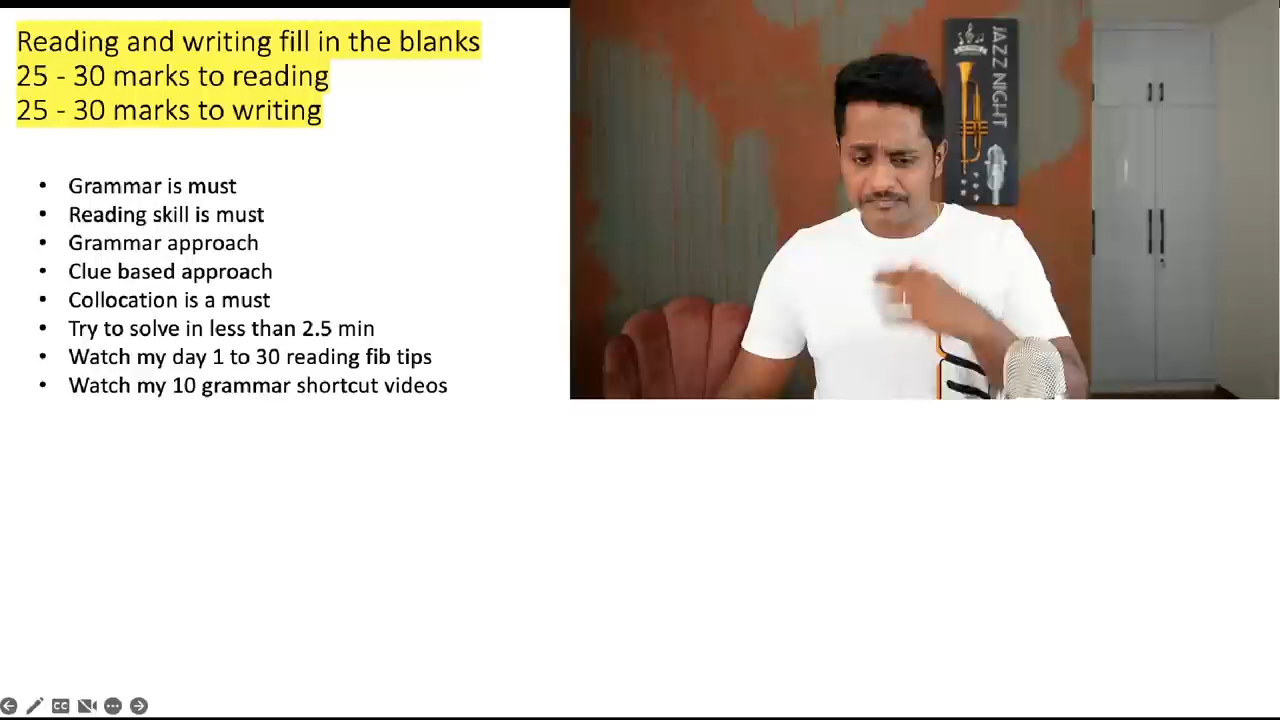 Reading and writing fill in the blanks
25 - 30 marks to reading
25 - 30 marks to writing
• Grammar is must
• Reading skill is must
• Grammar approach
• Clue based approach
• Collocation is a must
• Try to solve in less than 2.5 min
• Watch my day 1 to 30 reading fib tips
• Watch my 10 grammar shortcut videos
JAZZ NIGHT
CC